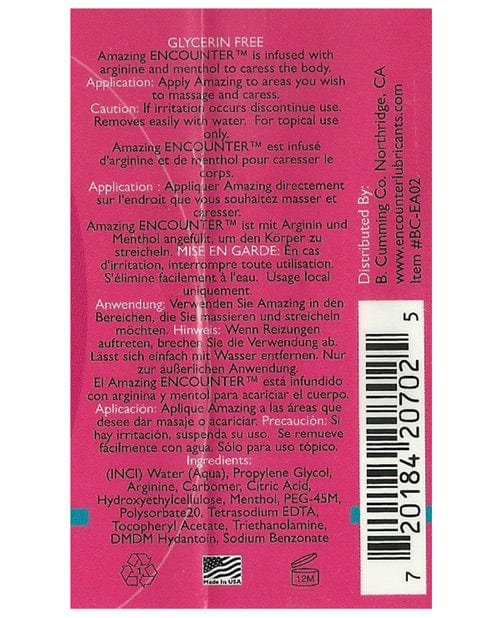 GLYCERIN FREE
Amazing ENCOUNTER™ is infused with
arginine and menthol to caress the body.
Application: Apply Amazing to areas you wish
to massage and caress.
Caution: If irritation occurs discontinue use.
Removes easily with water. For topical use
only.
Amazing ENCOUNTER™ est infusé
d'arginine et de menthol pour caresser le
corps.
Application : Appliquer Amazing directement
sur l'endroit que vous souhaitez masser et
caresser.
Amazing ENCOUNTER™ ist mit Arginin und
Menthol angefüllt, um den Körper zu
streicheln. MISE EN GARDE: En cas
d'irritation, interrompre toute utilisation.
S'élimine facilement à l'eau. Usage local
uniquement.
Anwendung: Verwenden Sie Amazing in den
Bereichen, die Sie massieren und streicheln
möchten. Hinweis: Wenn Reizungen
auftreten, brechen Sie die Verwendung ab.
Lässt sich einfach mit Wasser entfernen. Nur
zur äußerlichen Anwendung.
El Amazing ENCOUNTER™ está infundido
con arginina y mentol para acariciar el cuerpo.
Aplicación: Aplique Amazing a las áreas que
desee dar masaje o acariciar. Precaución: Si
hay irritación, suspenda su uso. Se remueve
fácilmente con agua. Sólo para uso tópico.
Ingredients:
(INCI) Water (Aqua), Propylene Glycol,
Arginine, Carbomer, Citric Acid,
Hydroxyethylcellulose, Menthol, PEG-45M,
Polysorbate20, Tetrasodium EDTA,
Tocopheryl Acetate, Triethanolamine,
DMDM Hydantoin, Sodium Benzonate
1
Made In USA
12M
Distributed By:
B. Cumming Co. Northridge, CA
www.encounterlubricants.com
Item #BC-EA02
7 20184 20702 5